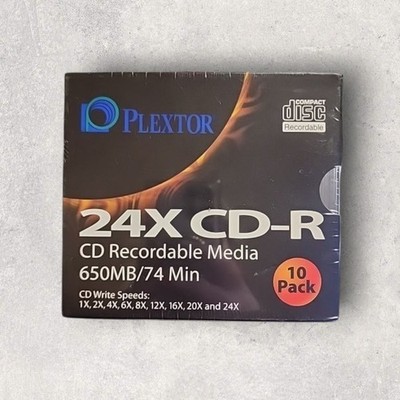 PLEXTOR
COMPACT
disc
Recordable
24X CD-R
CD Recordable Media
650MB/74 Min
10
Pack
CD Write Speeds:
1X, 2X, 4X, 6X, 8X, 12X, 16X, 20X and 24X